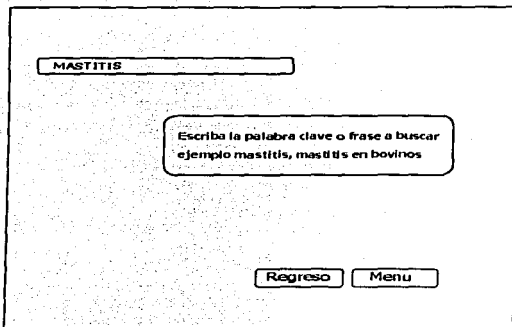 MASTITIS
Escriba la palabra clave o frase a buscar
ejemplo mastitis, mastitis en bovinos
Regreso Menu